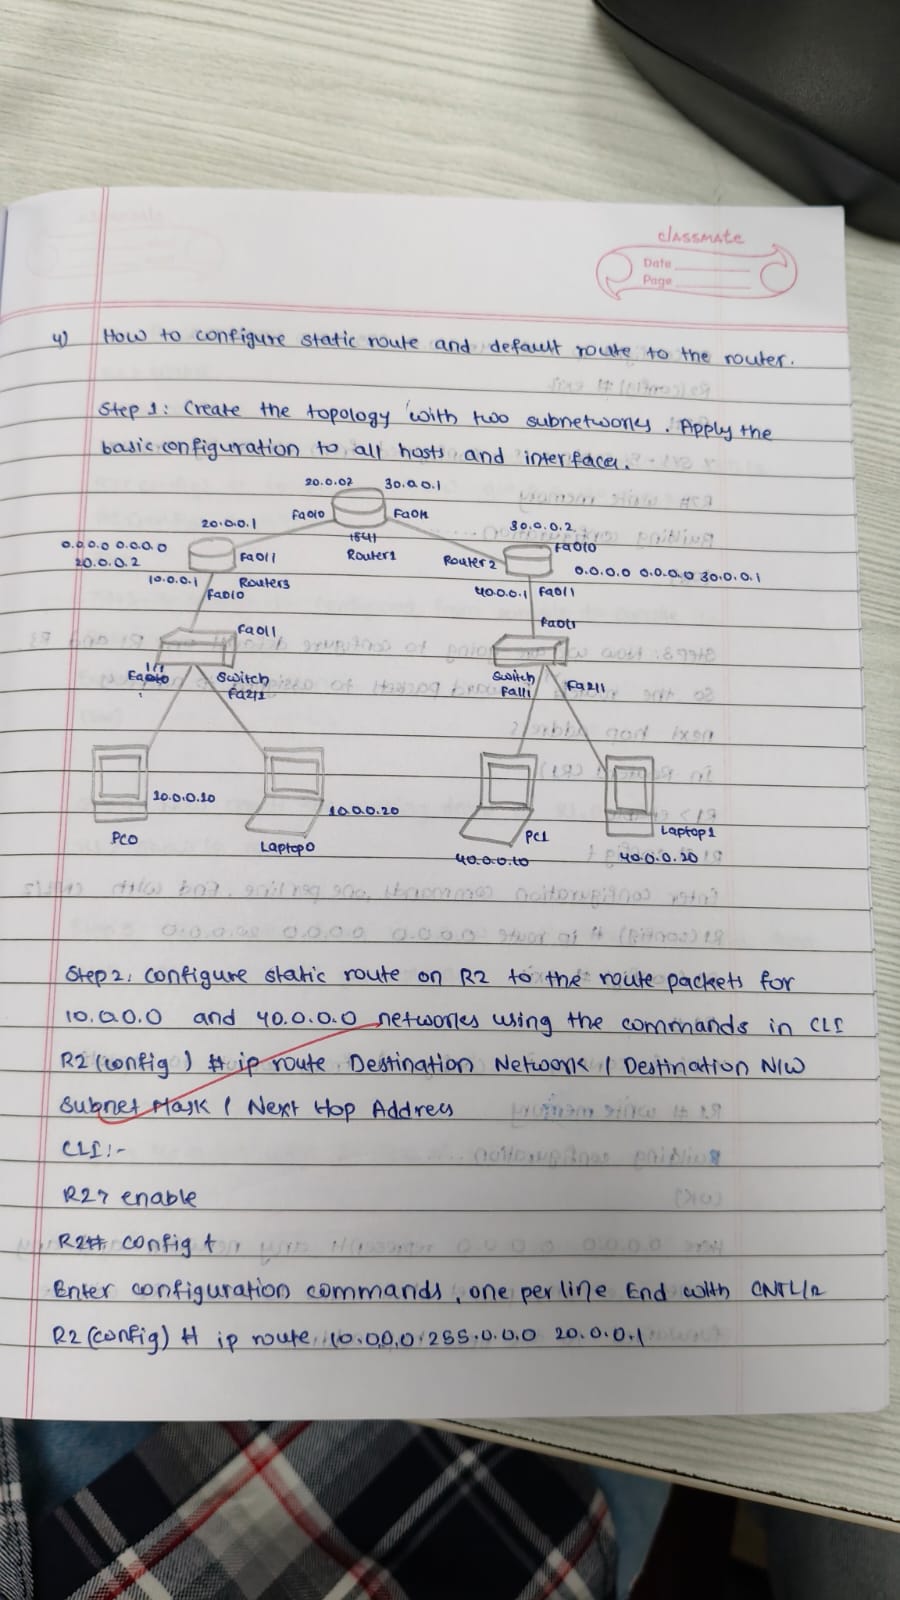 classmate
Date
Page
4) How to configure static route and default route to the router.
Step 1: Create the topology with two subnetworks. Apply the
basic configuration to all hosts and interfaces.
20.0.02 30.0.0.1
20.0.0.1 Fa0/0 Fa0/1 30.0.0.2
1841
0.0.0.0 0.0.0.0 Fa0/1 Router1 Router2 Fa0/0
20.0.0.2 0.0.0.0 0.0.0.0 30.0.0.1
10.0.0.1 Router3 40.0.0.1 Fa0/1
Fa0/0
Fa0/1 Fa0/1
Switch Switch
Fa2/1 Fa1/1 Fa2/1
10.0.0.10 10.0.0.20 PC1 Laptop1
PC0 Laptop0 40.0.0.10 40.0.0.20
Step 2: Configure static route on R2 to the route packets for
10.0.0.0 and 40.0.0.0 networks using the commands in CLI
R2(config) # ip route Destination Network / Destination N/W
Subnet Mask / Next Hop Address
CLI:-
R2> enable
R2# config t
Enter configuration commands, one per line End with CNTL/Z
R2 (config) # ip route 10.0.0.0 255.0.0.0 20.0.0.1